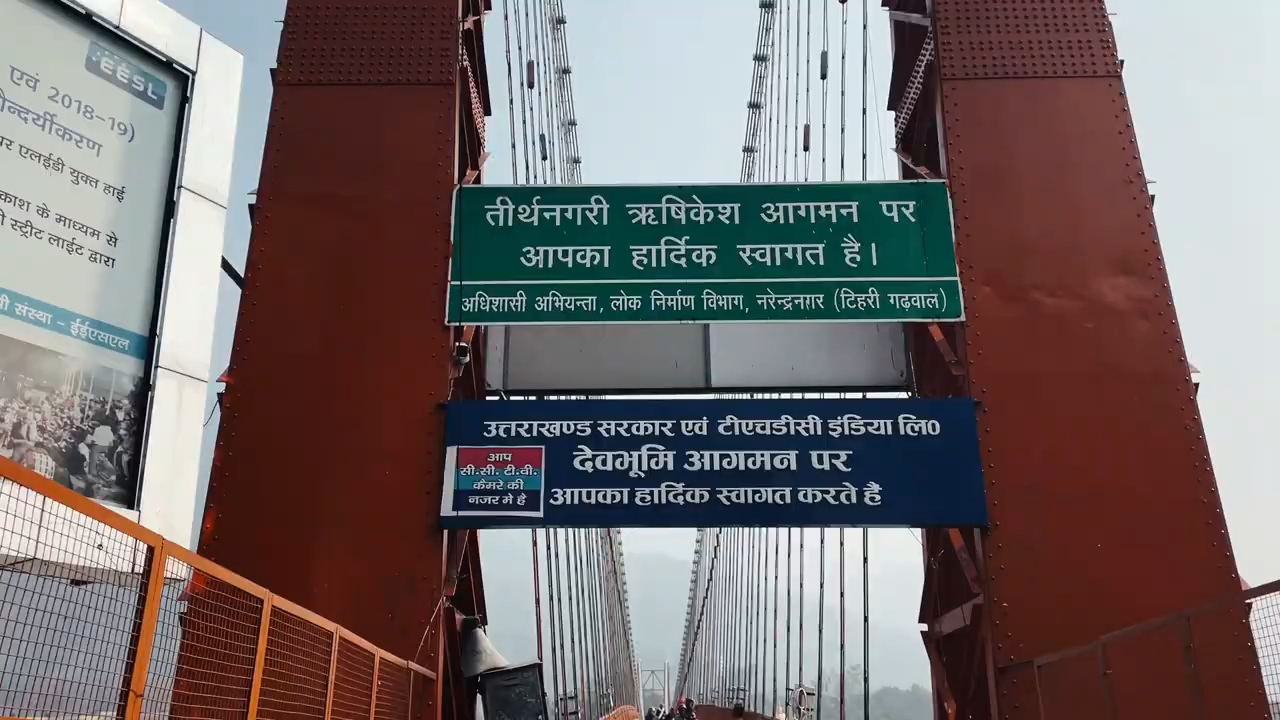 EESL
एवं 2018-19)
न्दर्यीकरण
पर एलईडी युक्त हाई
काश के माध्यम से
स्ट्रीट लाईट द्वारा
संस्था - ईईएसएल
तीर्थनगरी ऋषिकेश आगमन पर
आपका हार्दिक स्वागत है।
अधिशासी अभियन्ता, लोक निर्माण विभाग, नरेन्द्रनगर (टिहरी गढ़वाल)
उत्तराखण्ड सरकार एवं टीएचडीसी इंडिया लि०
देवभूमि आगमन पर
आपका हार्दिक स्वागत करते हैं
आप
सी.सी. टी.वी.
कैमरे की
नजर मे है